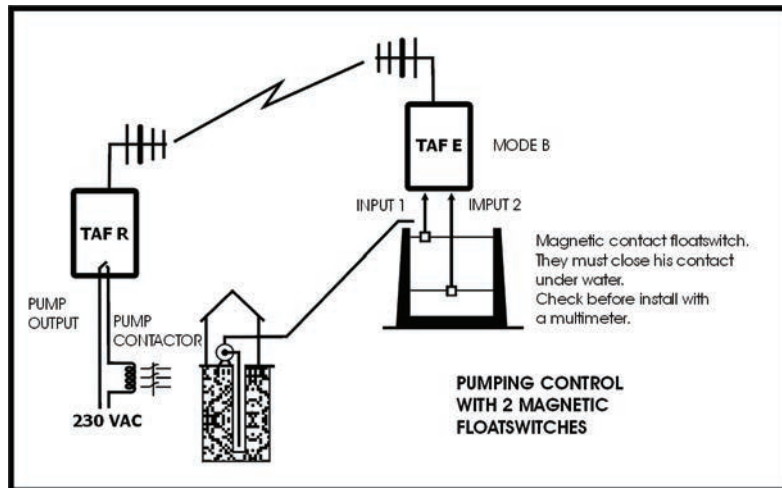 TAF E
MODE B
INPUT 1
IMPUT 2
TAF R
Magnetic contact floatswitch.
They must close his contact
under water.
Check before install with
a multimeter.
PUMP
OUTPUT
PUMP
CONTACTOR
230 VAC
PUMPING CONTROL
WITH 2 MAGNETIC
FLOATSWITCHES